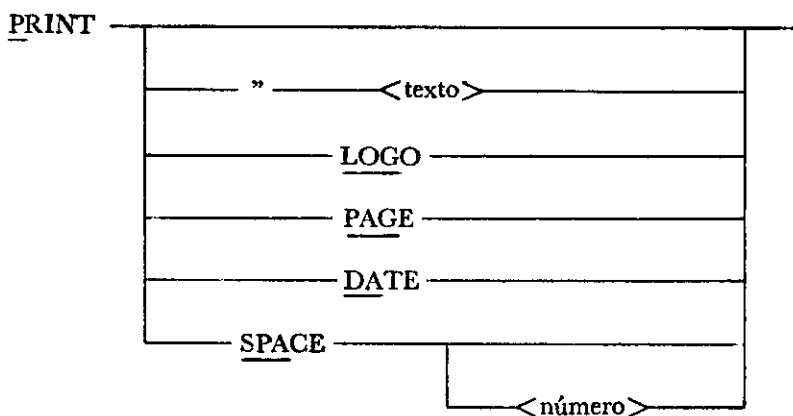 PRINT
” <texto>
LOGO
PAGE
DATE
SPACE
<número>